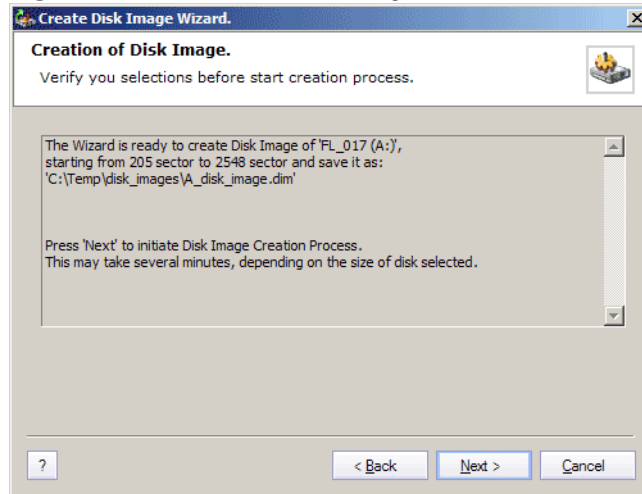 Create Disk Image Wizard.
Creation of Disk Image.
Verify you selections before start creation process.
The Wizard is ready to create Disk Image of 'FL_017 (A:)',
starting from 205 sector to 2548 sector and save it as:
'C:\Temp\disk_images\A_disk_image.dim'
Press 'Next' to initiate Disk Image Creation Process.
This may take several minutes, depending on the size of disk selected.
?
< Back
Next >
Cancel